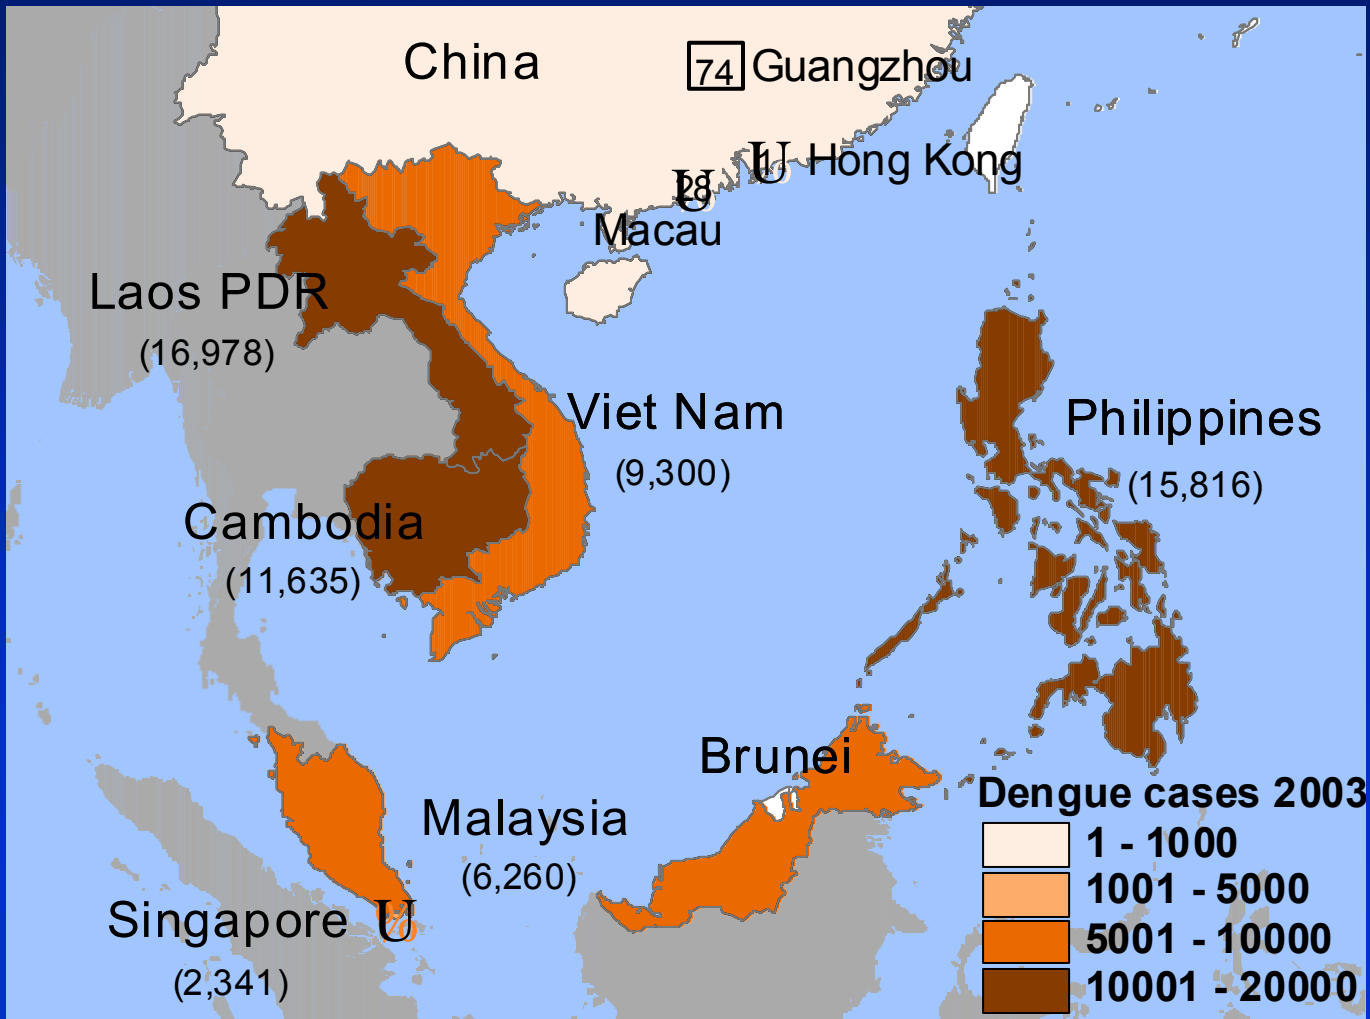 China
74 Guangzhou
U Hong Kong
28
U
Macau
Laos PDR
(16,978)
Viet Nam
(9,300)
Philippines
(15,816)
Cambodia
(11,635)
Brunei
Malaysia
(6,260)
Singapore U
(2,341)
Dengue cases 2003
1 - 1000
1001 - 5000
5001 - 10000
10001 - 20000